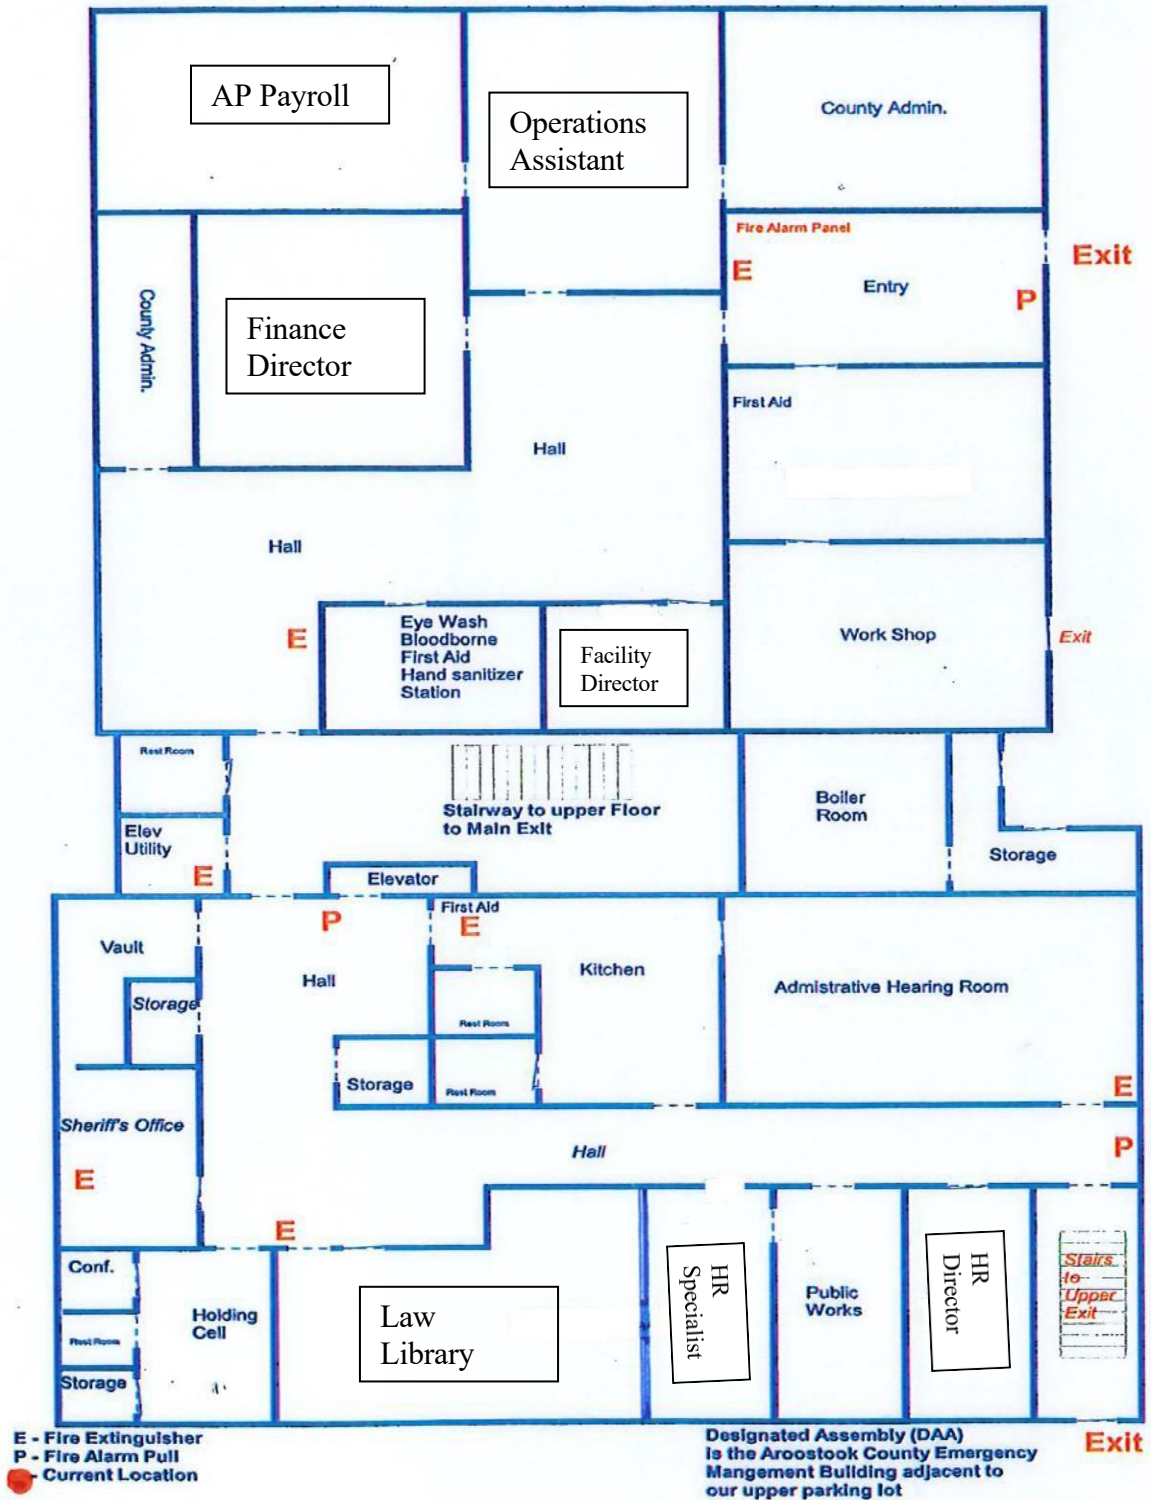 AP Payroll
Operations
Assistant
County Admin.
Fire Alarm Panel
E
Entry
P
Exit
County Admin.
Finance
Director
First Aid
Hall
Hall
E
Eye Wash
Bloodborne
First Aid
Hand sanitizer
Station
Facility
Director
Work Shop
Exit
Rest Room
Elev
Utility
E
Stairway to upper Floor
to Main Exit
Boiler
Room
Storage
Elevator
P
First Aid
E
Vault
Storage
Hall
Kitchen
Admistrative Hearing Room
Rest Room
Storage
Rest Room
E
Sheriff's Office
E
Hall
P
E
Conf.
Rest Room
Storage
Holding
Cell
Law
Library
HR
Specialist
Public
Works
HR
Director
Stairs
to
Upper
Exit
E - Fire Extinguisher
P - Fire Alarm Pull
- Current Location
Designated Assembly (DAA)
is the Aroostook County Emergency
Mangement Building adjacent to
our upper parking lot
Exit